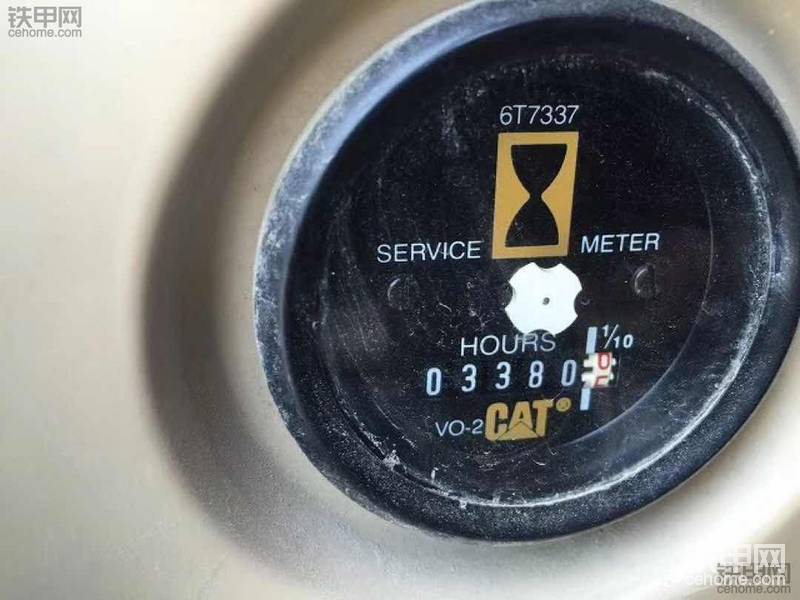 铁甲网
cehome.com
6T7337
SERVICE METER
HOURS 1/10
03380
VO-2 CAT®
铁甲网
cehome.com